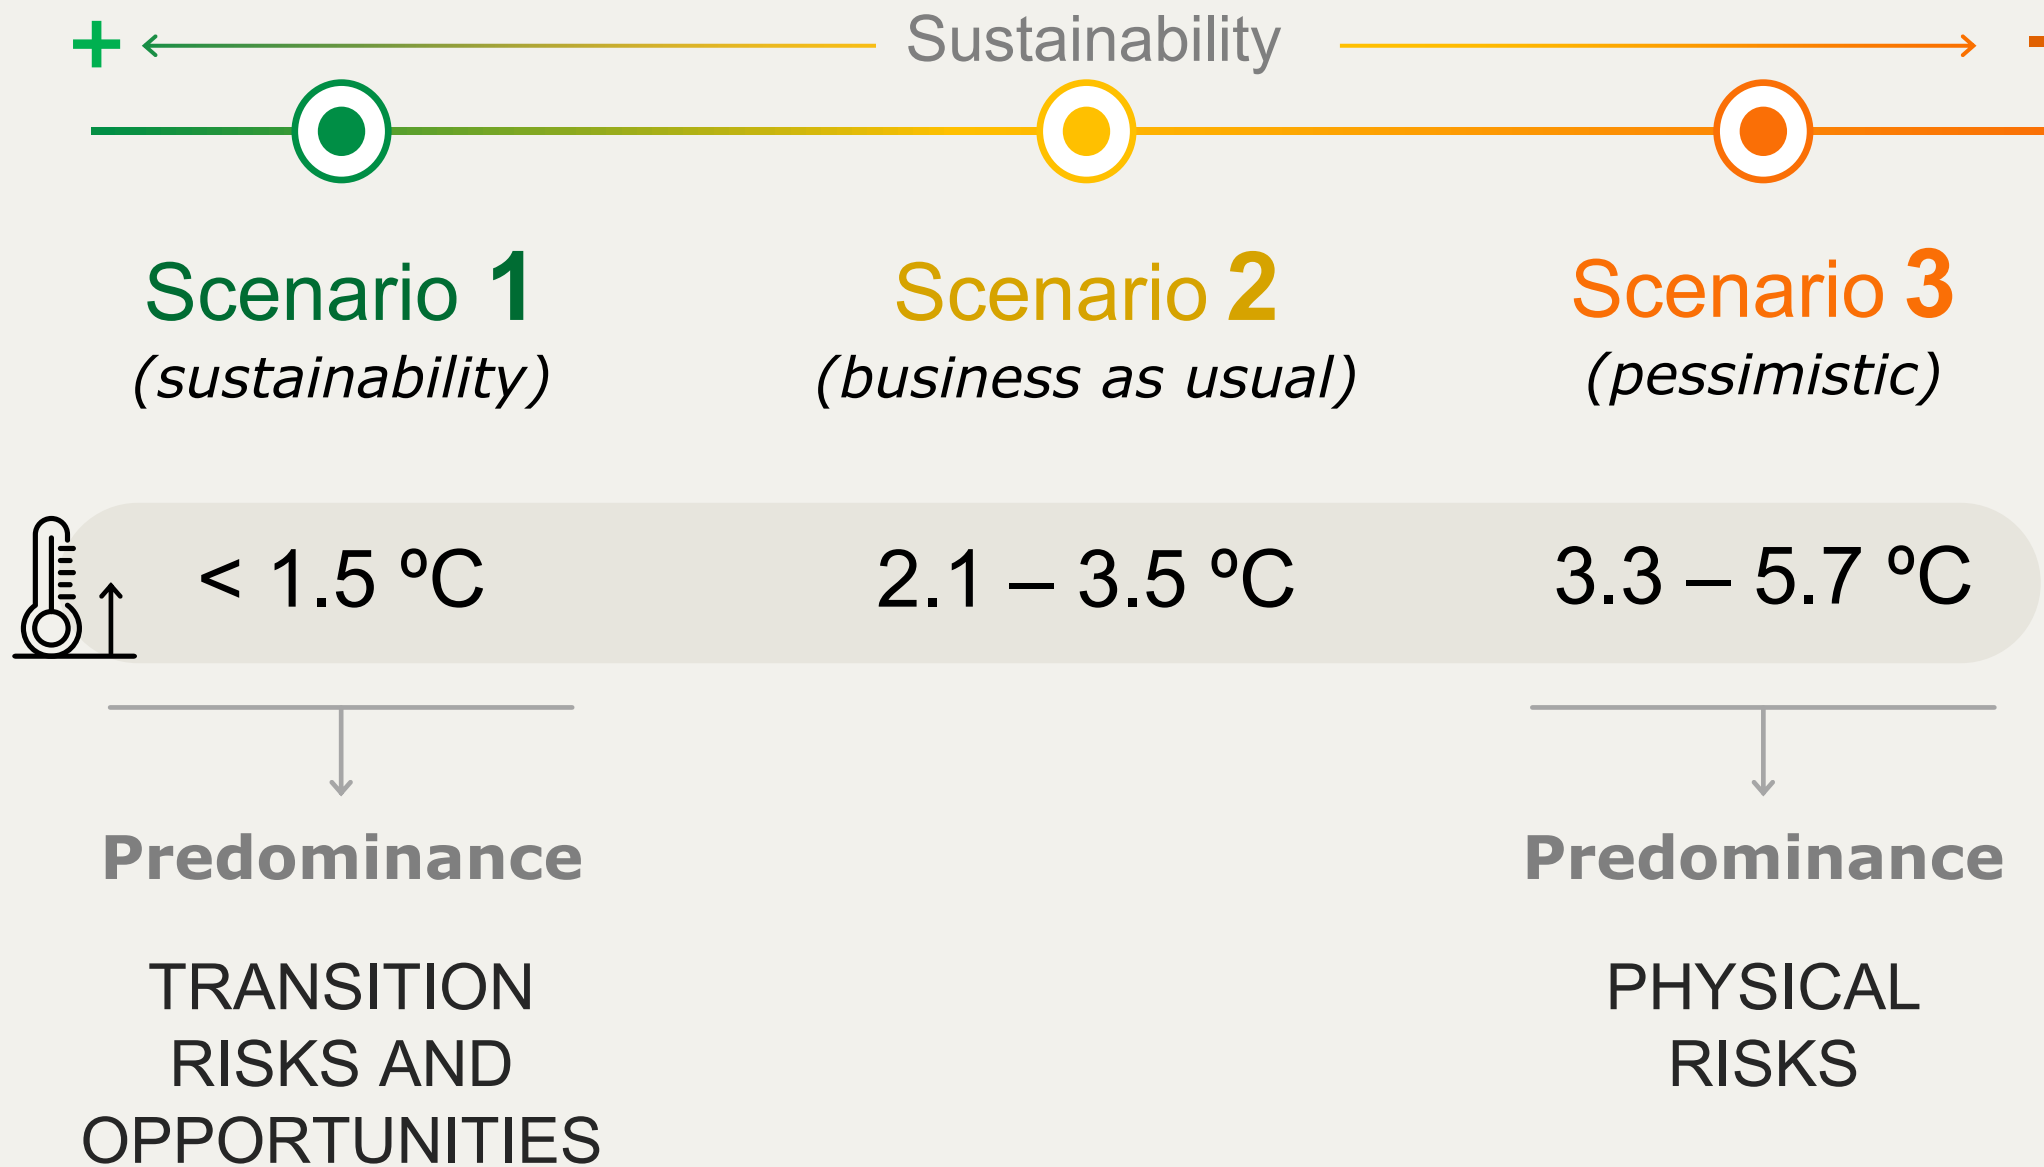 + Sustainability -
Scenario 1
(sustainability)
Scenario 2
(business as usual)
Scenario 3
(pessimistic)
< 1.5 ºC
2.1 – 3.5 ºC
3.3 – 5.7 ºC
Predominance
TRANSITION
RISKS AND
OPPORTUNITIES
Predominance
PHYSICAL
RISKS